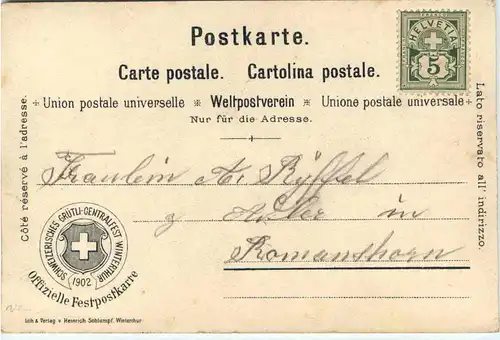 Postkarte.
HELVETIA
5
Carte postale. Cartolina postale.
Union postale universelle Weltpostverein Unione postale universale
Nur für die Adresse.
Côté réservé à l'adresse.
Lato riservato all' indirizzo.
Fräulein A. Ryffel
z in
Romanshorn
SCHWEIZERISCHES GRÜTLI-CENTRALFEST WINTERTHUR
1902
Offizielle Festpostkarte
Lith & Verlag v. Heinrich Schlumpf, Winterthur